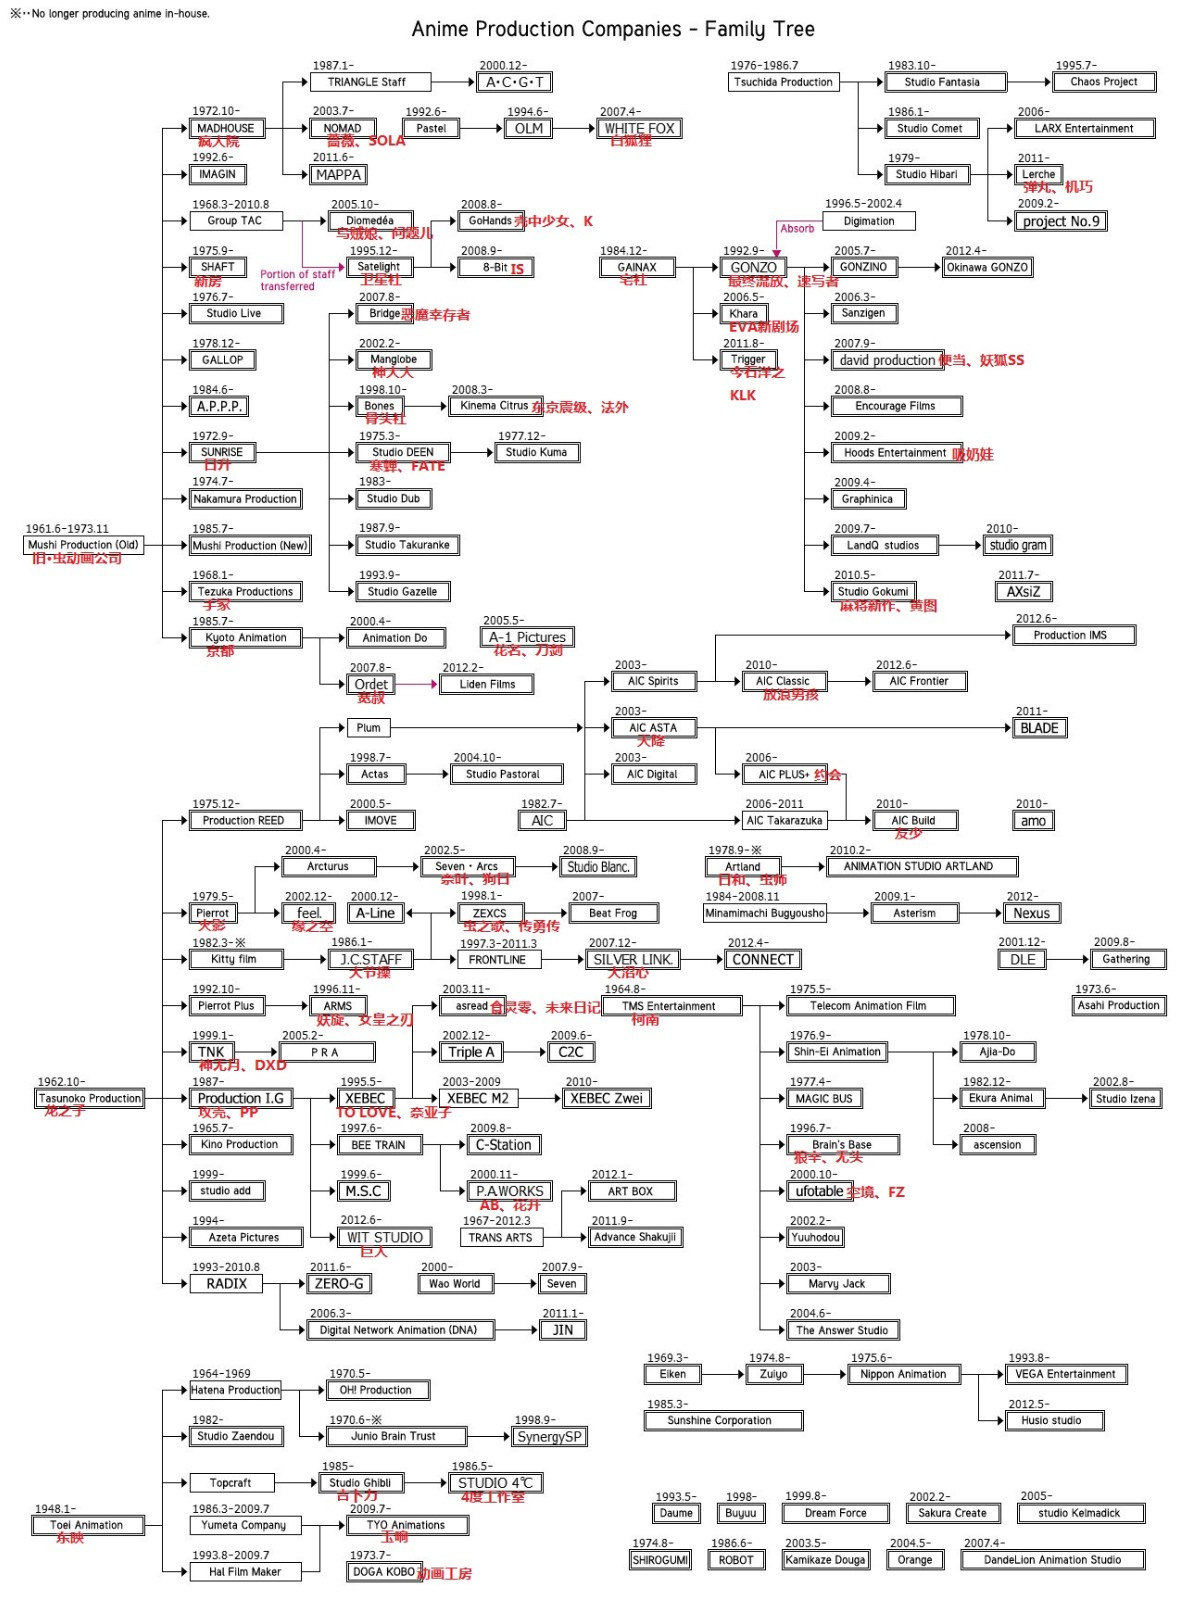 ※··No longer producing anime in-house.
Anime Production Companies - Family Tree
1987.1-
TRIANGLE Staff
2000.12-
A·C·G·T
1976-1986.7
Tsuchida Production
1983.10-
Studio Fantasia
1995.7-
Chaos Project
1972.10-
MADHOUSE
疯人院
2003.7-
NOMAD
蔷薇、SOLA
1992.6-
Pastel
1994.6-
OLM
2007.4-
WHITE FOX
白狐狸
1986.1-
Studio Comet
2006-
LARX Entertainment
1992.6-
IMAGIN
2011.6-
MAPPA
1979-
Studio Hibari
2011-
Lerche
弹丸、机巧
1968.3-2010.8
Group TAC
2005.10-
Diomedéa
乌贼娘、问题儿
2008.8-
GoHands
壳中少女、K
1996.5-2002.4
Digimation
Absorb
2009.2-
project No.9
1975.9-
SHAFT
新房
Portion of staff
transferred
1995.12-
Satelight
卫星社
2008.9-
8-Bit
IS
1984.12-
GAINAX
宅社
1992.9-
GONZO
最终流放、速写者
2005.7-
GONZINO
2012.4-
Okinawa GONZO
1976.7-
Studio Live
2007.8-
Bridge
恶魔幸存者
2006.5-
Khara
EVA新剧场
2006.3-
Sanzigen
1978.12-
GALLOP
2002.2-
Manglobe
神大人
2011.8-
Trigger
今石洋之
KLK
2007.9-
david production
便当、妖狐SS
1984.6-
A.P.P.P.
1998.10-
Bones
骨头社
2008.3-
Kinema Citrus
东京震级、法外
2008.8-
Encourage Films
1972.9-
SUNRISE
日升
1975.3-
Studio DEEN
寒蝉、FATE
1977.12-
Studio Kuma
2009.2-
Hoods Entertainment
吸奶娃
1974.7-
Nakamura Production
1983-
Studio Dub
2009.4-
Graphinica
1961.6-1973.11
Mushi Production (Old)
旧·虫动画公司
1985.7-
Mushi Production (New)
1987.9-
Studio Takuranke
2009.7-
LandQ studios
2010-
studio gram
1968.1-
Tezuka Productions
手冢
1993.9-
Studio Gazelle
2010.5-
Studio Gokumi
麻将新作、黄图
2011.7-
AXsiZ
1985.7-
Kyoto Animation
京都
2000.4-
Animation Do
2005.5-
A-1 Pictures
花名、刀剑
2012.6-
Production IMS
2007.8-
Ordet
宽叔
2012.2-
Liden Films
2003-
AIC Spirits
2010-
AIC Classic
放浪男孩
2012.6-
AIC Frontier
Plum
2003-
AIC ASTA
天降
2011-
BLADE
1998.7-
Actas
2004.10-
Studio Pastoral
2003-
AIC Digital
2006-
AIC PLUS+
约会
1975.12-
Production REED
2000.5-
IMOVE
1982.7-
AIC
2006-2011
AIC Takarazuka
2010-
AIC Build
友少
2010-
amo
2000.4-
Arcturus
2002.5-
Seven · Arcs
奈叶、狗日
2008.9-
Studio Blanc.
1978.9-※
Artland
日和、虫师
2010.2-
ANIMATION STUDIO ARTLAND
1979.5-
Pierrot
火影
2002.12-
feel.
缘之空
2000.12-
A-Line
1998.1-
ZEXCS
虫之歌、传勇传
2007-
Beat Frog
1984-2008.11
Minamimachi Bugyousho
2009.1-
Asterism
2012-
Nexus
1982.3-※
Kitty film
1986.1-
J.C.STAFF
大节操
1997.3-2011.3
FRONTLINE
2007.12-
SILVER LINK.
大沼心
2012.4-
CONNECT
2001.12-
DLE
2009.8-
Gathering
1992.10-
Pierrot Plus
1996.11-
ARMS
妖旋、女皇之刃
2003.11-
asread
食灵零、未来日记
1964.8-
TMS Entertainment
柯南
1975.5-
Telecom Animation Film
1973.6-
Asahi Production
1999.1-
TNK
神无月、DXD
2005.2-
P R A
2002.12-
Triple A
2009.6-
C2C
1976.9-
Shin-Ei Animation
1978.10-
Ajia-Do
1962.10-
Tasunoko Production
龙之子
1987-
Production I.G
攻壳、PP
1995.5-
XEBEC
TO LOVE、奈亚子
2003-2009
XEBEC M2
2010-
XEBEC Zwei
1977.4-
MAGIC BUS
1982.12-
Ekura Animal
2002.8-
Studio Izena
1965.7-
Kino Production
1997.6-
BEE TRAIN
2009.8-
C-Station
1996.7-
Brain's Base
狼辛、无头
2008-
ascension
1999-
studio add
1999.6-
M.S.C
2000.11-
P.A.WORKS
AB、花开
2012.1-
ART BOX
2000.10-
ufotable
空境、FZ
1994-
Azeta Pictures
2012.6-
WIT STUDIO
巨人
1967-2012.3
TRANS ARTS
2011.9-
Advance Shakujii
2002.2-
Yuuhodou
1993-2010.8
RADIX
2011.6-
ZERO-G
2000-
Wao World
2007.9-
Seven
2003-
Marvy Jack
2006.3-
Digital Network Animation (DNA)
2011.1-
JIN
2004.6-
The Answer Studio
1964-1969
Hatena Production
1970.5-
OH! Production
1969.3-
Eiken
1974.8-
Zuiyo
1975.6-
Nippon Animation
1993.8-
VEGA Entertainment
1982-
Studio Zaendou
1970.6-※
Junio Brain Trust
1998.9-
SynergySP
1985.3-
Sunshine Corporation
2012.5-
Husio studio
Topcraft
1985-
Studio Ghibli
吉卜力
1986.5-
STUDIO 4℃
4度工作室
1948.1-
Toei Animation
东映
1986.3-2009.7
Yumeta Company
2009.7-
TYO Animations
玉响
1993.5-
Daume
1998-
Buyuu
1999.8-
Dream Force
2002.2-
Sakura Create
2005-
studio Kelmadick
1993.8-2009.7
Hal Film Maker
1973.7-
DOGA KOBO
动画工房
1974.8-
SHIROGUMI
1986.6-
ROBOT
2003.5-
Kamikaze Douga
2004.5-
Orange
2007.4-
DandeLion Animation Studio